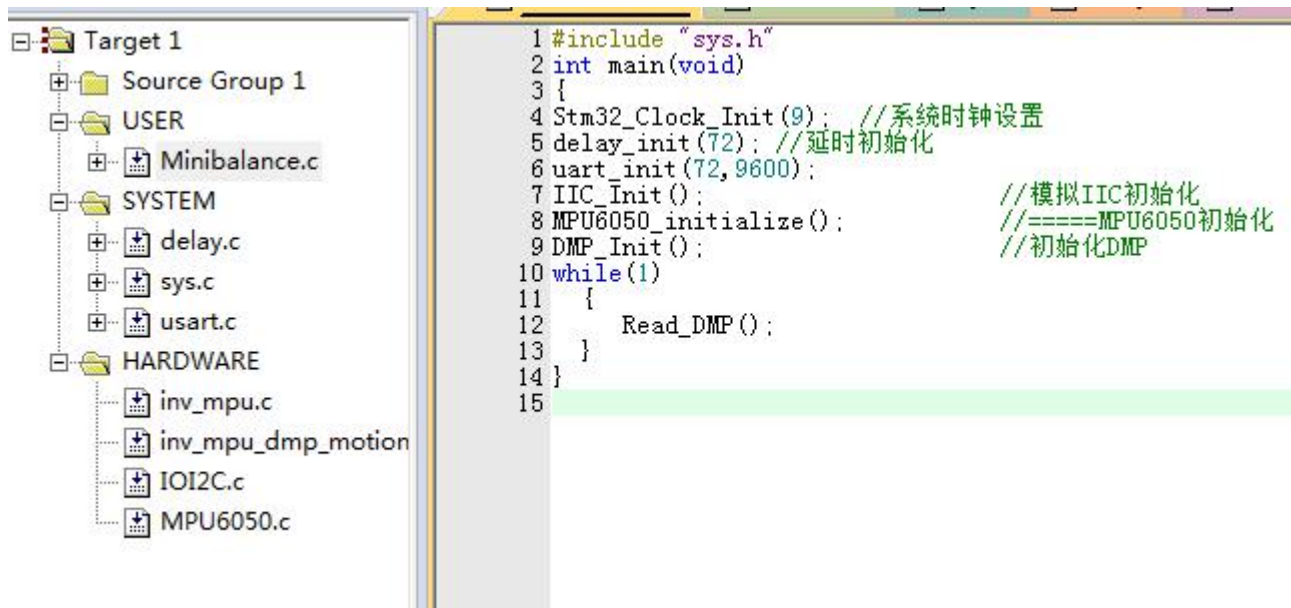 Target 1
Source Group 1
USER
Minibalance.c
SYSTEM
delay.c
sys.c
usart.c
HARDWARE
inv_mpu.c
inv_mpu_dmp_motion
IOI2C.c
MPU6050.c
1 #include "sys.h"
2 int main(void)
3 {
4 Stm32_Clock_Init(9); //系统时钟设置
5 delay_init(72); //延时初始化
6 uart_init(72,9600);
7 IIC_Init(); //模拟IIC初始化
8 MPU6050_initialize(); //=====MPU6050初始化
9 DMP_Init(); //初始化DMP
10 while(1)
11 {
12 Read_DMP();
13 }
14 }
15